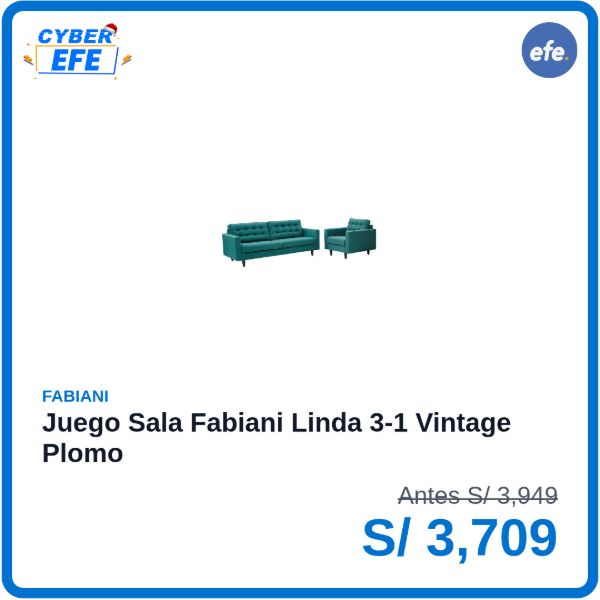 CYBER
EFE
efe.
FABIANI
Juego Sala Fabiani Linda 3-1 Vintage
Plomo
Antes S/ 3,949
S/ 3,709